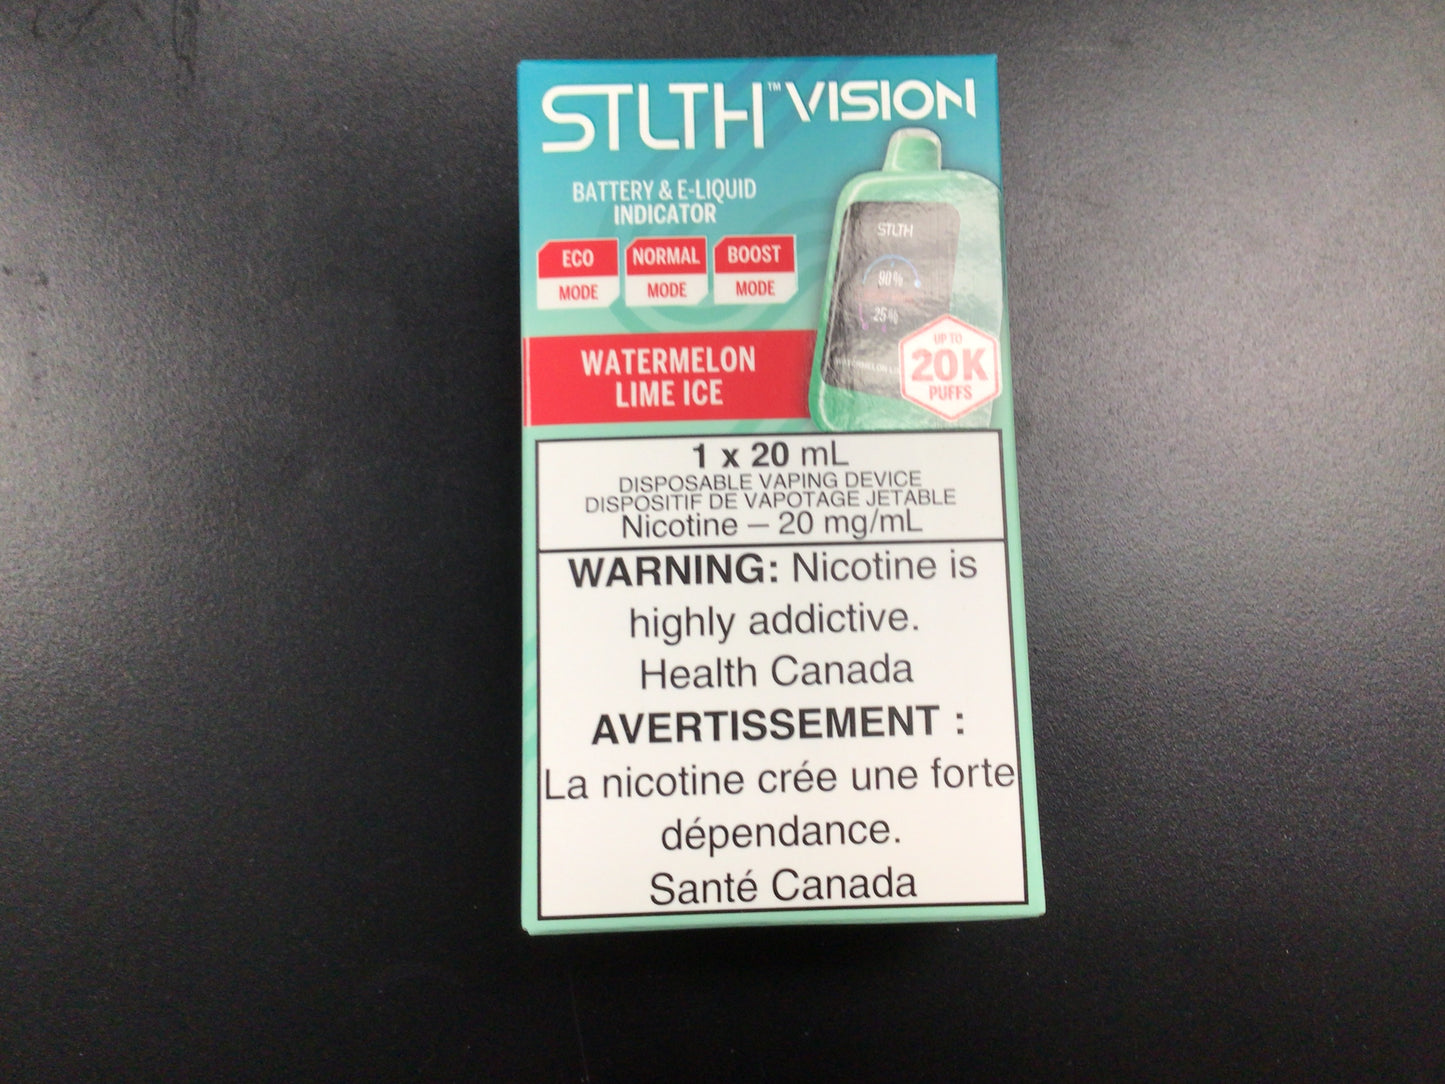 STLTH™ VISION
BATTERY & E-LIQUID
INDICATOR
ECO
MODE
NORMAL
MODE
BOOST
MODE
STLTH
90%
25%
WATERMELON
LIME ICE
UP TO
20K
PUFFS
1 x 20 mL
DISPOSABLE VAPING DEVICE
DISPOSITIF DE VAPOTAGE JETABLE
Nicotine – 20 mg/mL
WARNING: Nicotine is
highly addictive.
Health Canada
AVERTISSEMENT :
La nicotine crée une forte
dépendance.
Santé Canada